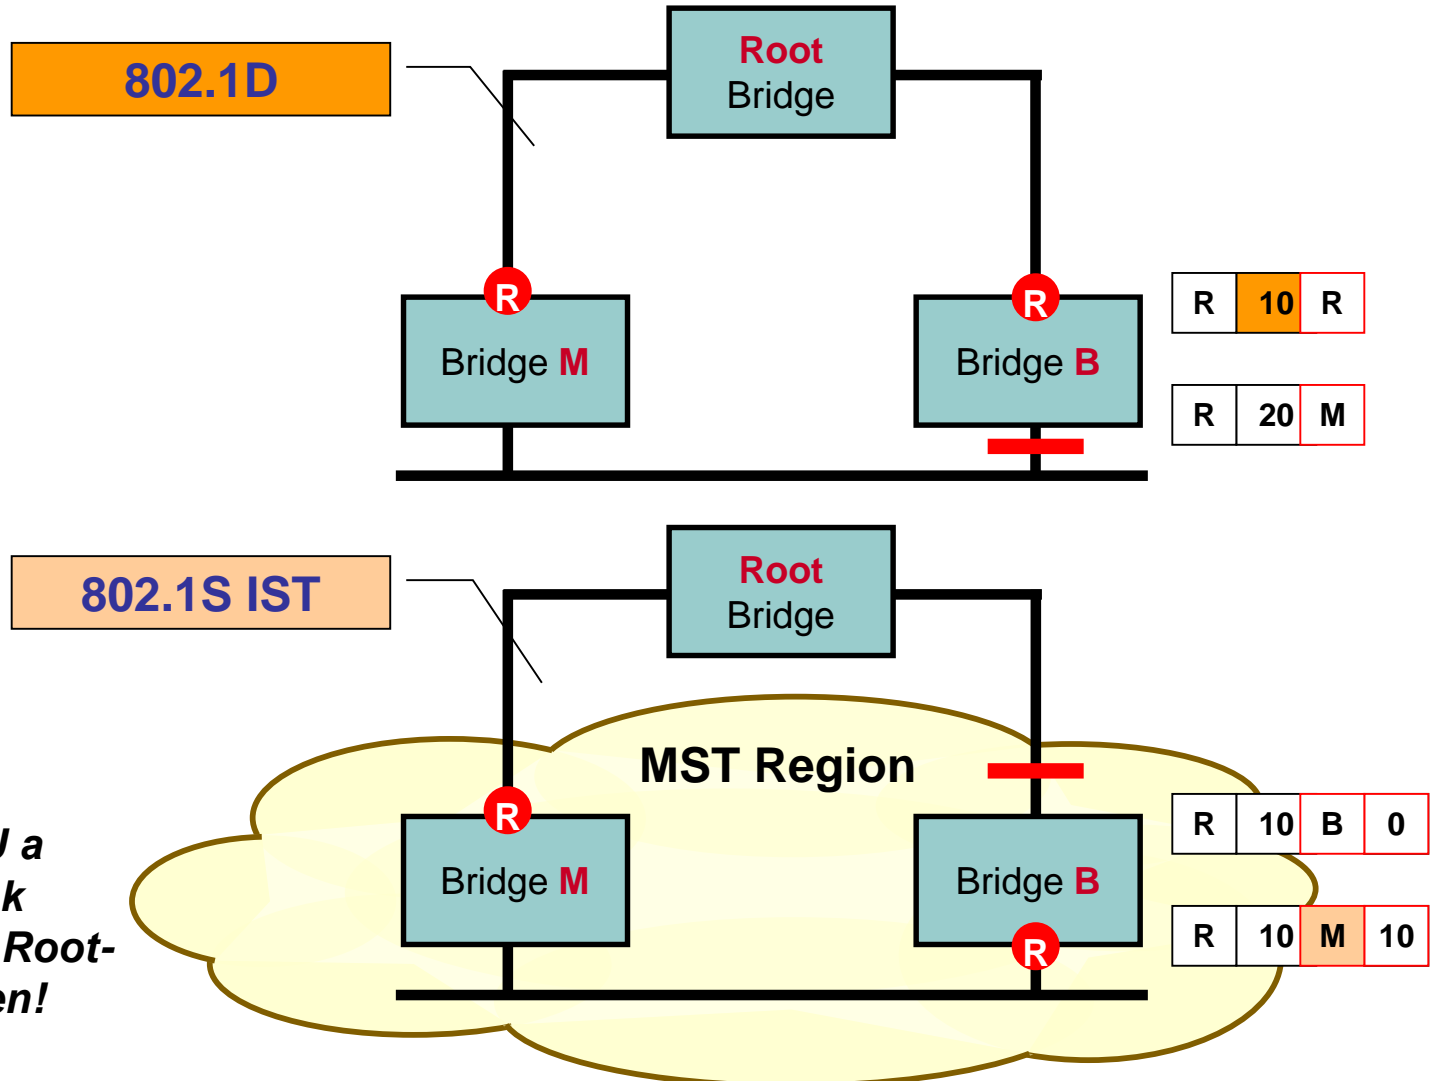 802.1D
Root
Bridge
R
R
Bridge M
Bridge B
R 10 R
R 20 M
802.1S IST
Root
Bridge
MST Region
R
Bridge M
Bridge B
R
R 10 B 0
R 10 M 10
a
k
Root-
en!